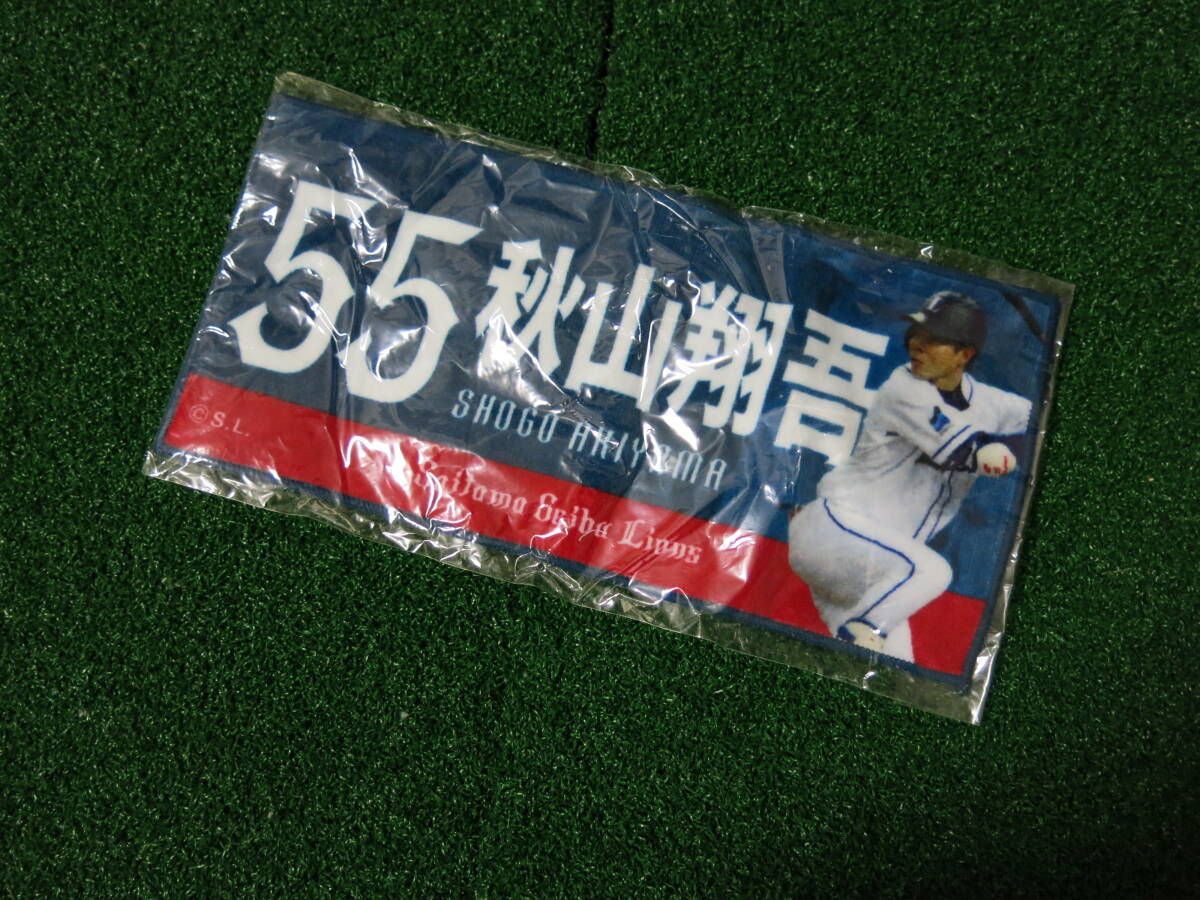 55 秋山翔吾
SHOGO AKIYAMA
©S.L.
Saitama Seibu Lions